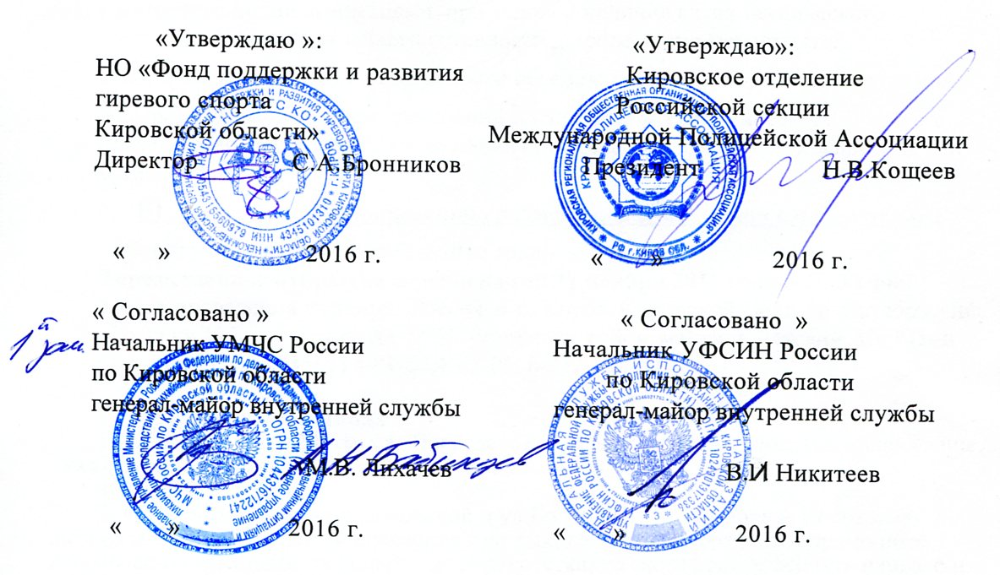 «Утверждаю »:
НО «Фонд поддержки и развития
гиревого спорта
Кировской области»
Директор С.А.Бронников
« » 2016 г.
«Утверждаю»:
Кировское отделение
Российской секции
Международной Полицейской Ассоциации
Президент Н.В.Кощеев
« » 2016 г.
« Согласовано »
Начальник УМЧС России
по Кировской области
генерал-майор внутренней службы
М.В. Лихачев
« » 2016 г.
« Согласовано »
Начальник УФСИН России
по Кировской области
генерал-майор внутренней службы
В.И Никитеев
« » 2016 г.